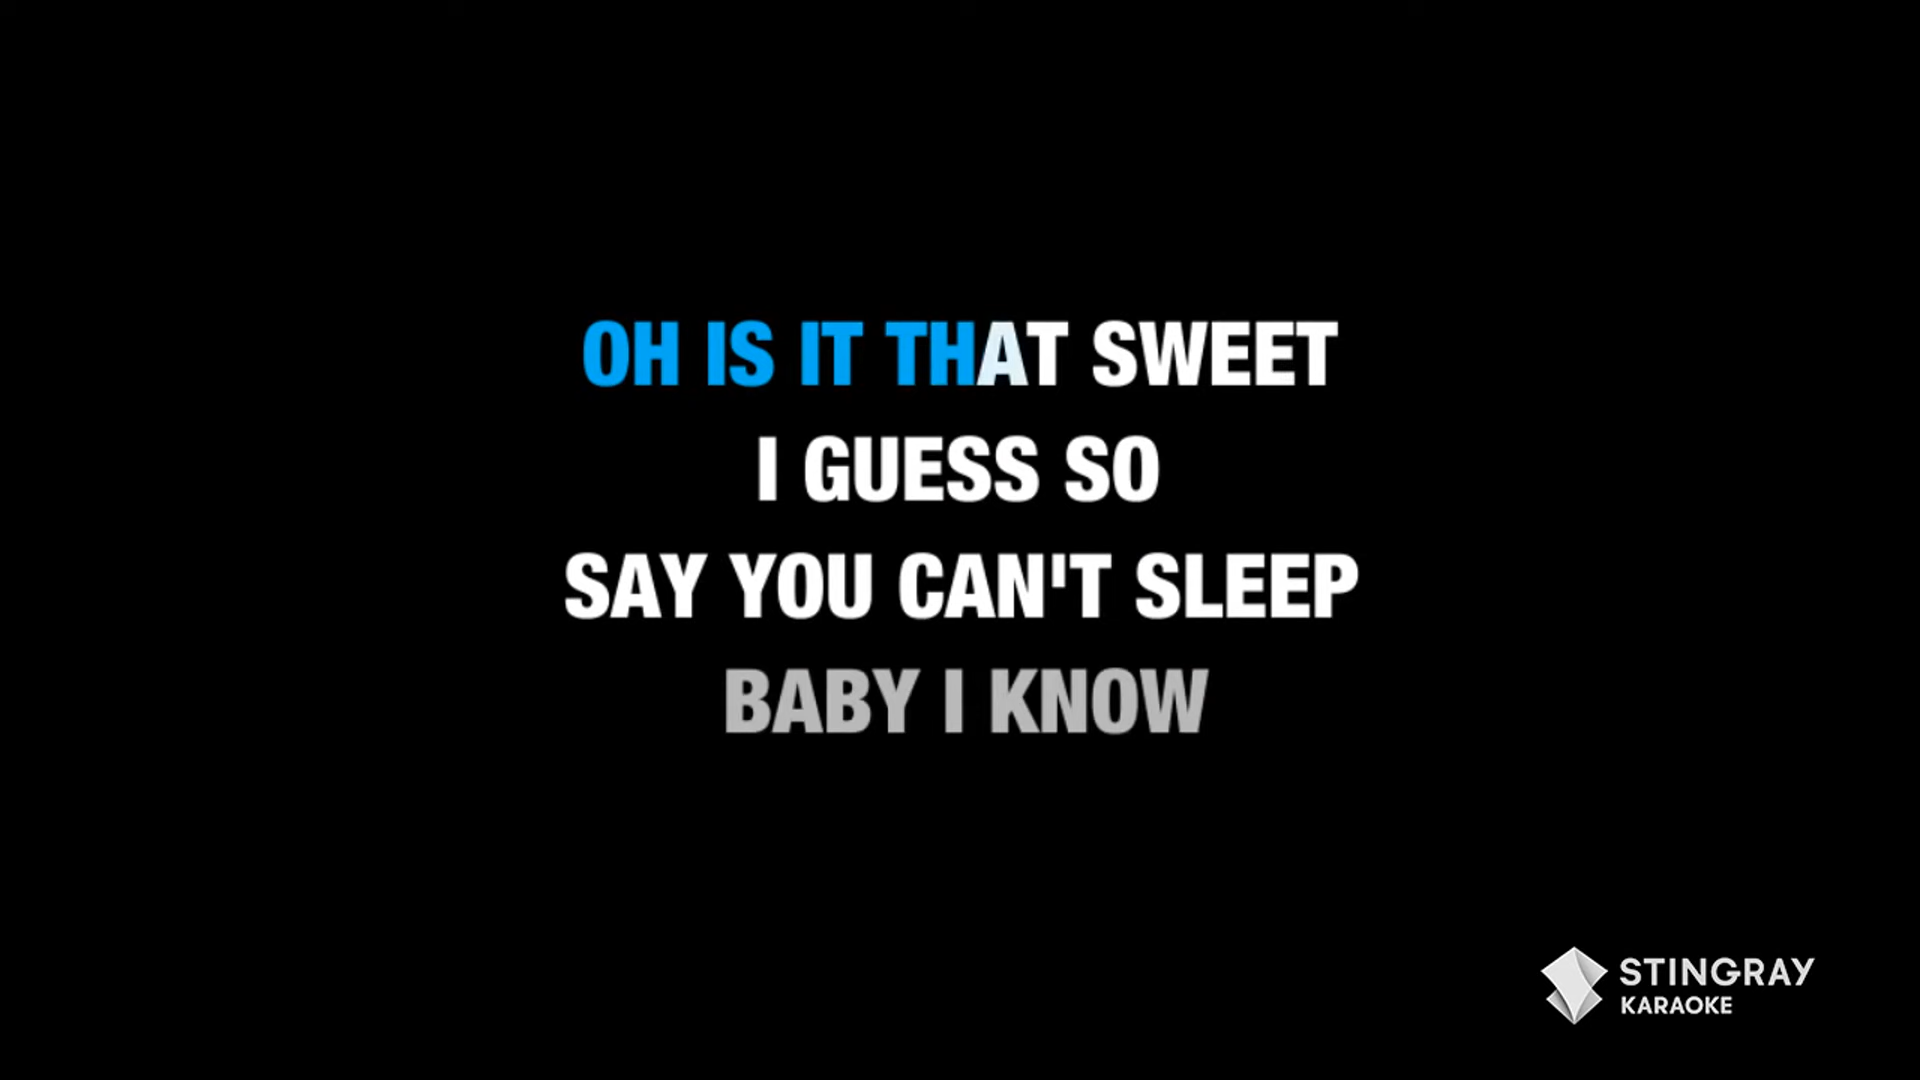 OH IS IT THAT SWEET
I GUESS SO
SAY YOU CAN'T SLEEP
BABY I KNOW
STINGRAY
KARAOKE